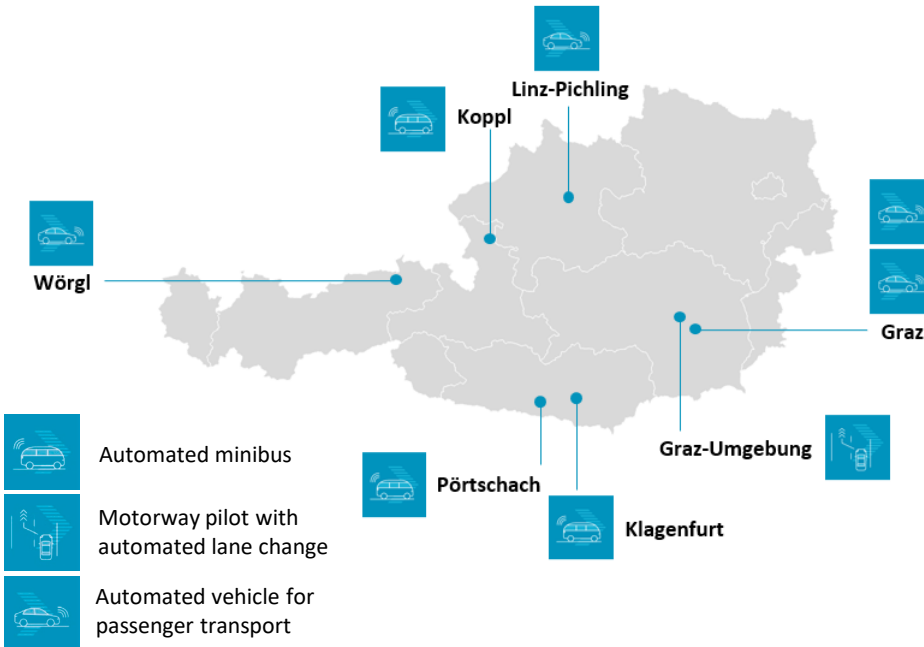 Linz-Pichling
Koppl
Wörgl
Graz
Graz-Umgebung
Pörtschach
Klagenfurt
Automated minibus
Motorway pilot with
automated lane change
Automated vehicle for
passenger transport